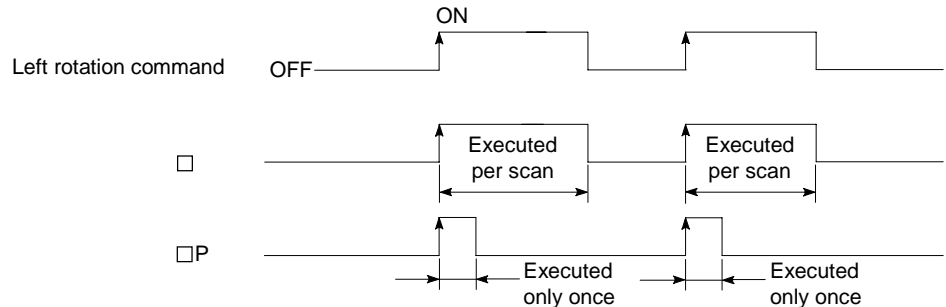 ON
Left rotation command OFF
□ Executed per scan Executed per scan
□P
Executed only once Executed only once